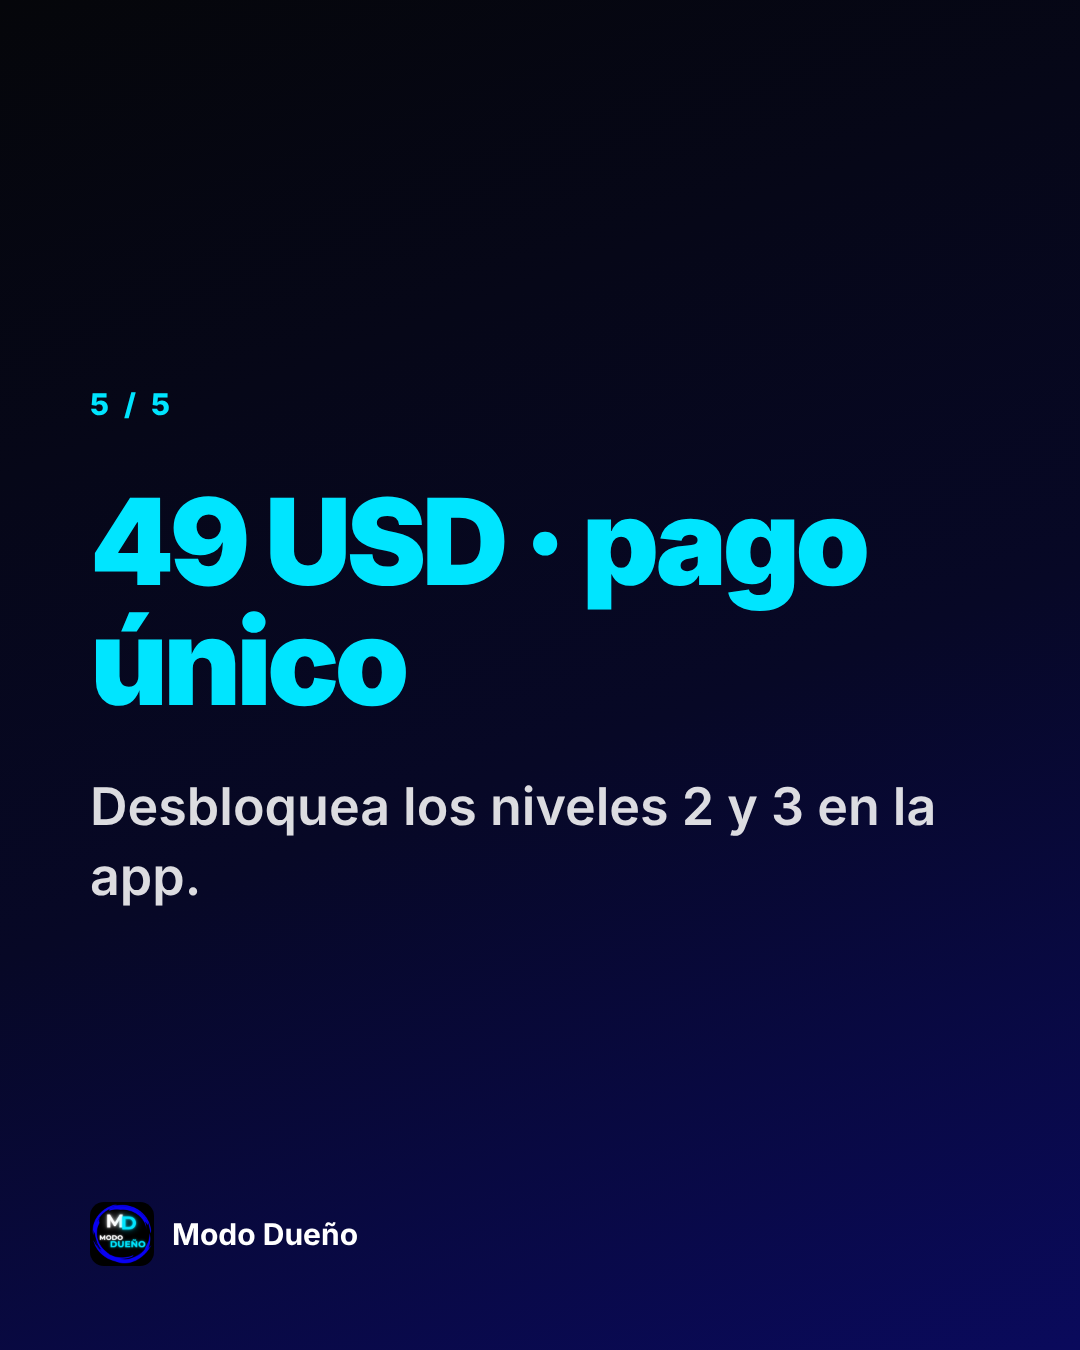 5 / 5
49 USD · pago
único
Desbloquea los niveles 2 y 3 en la
app.
MD
MODO
DUEÑO
Modo Dueño